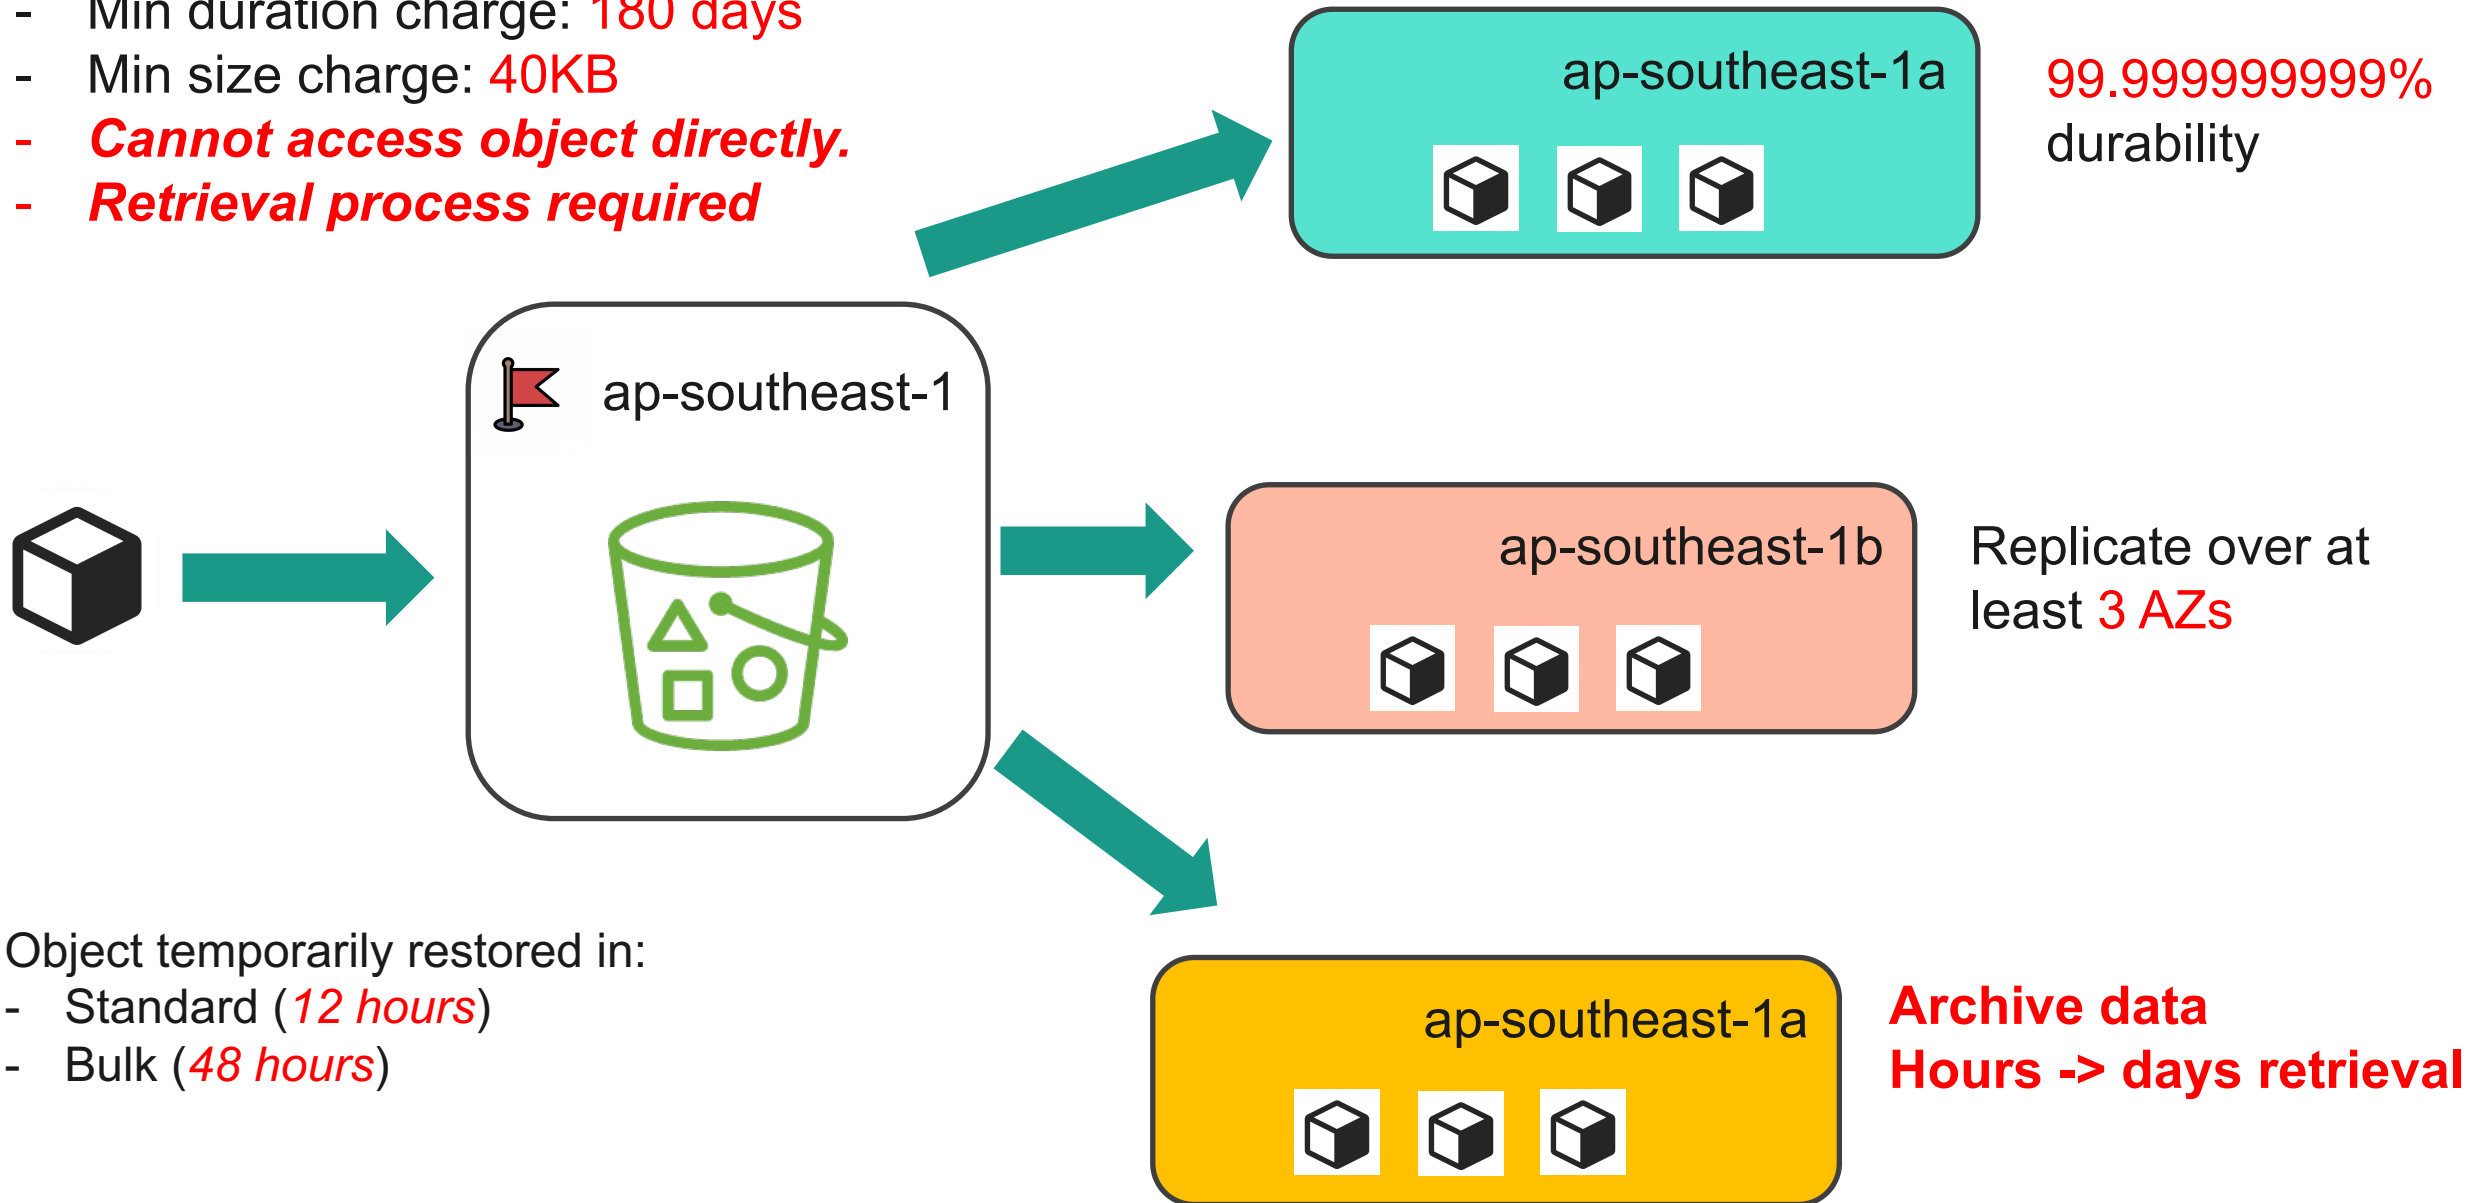 - Min duration charge: 180 days
- Min size charge: 40KB
- Cannot access object directly.
- Retrieval process required
ap-southeast-1a
99.999999999%
durability
ap-southeast-1
ap-southeast-1b
Replicate over at
least 3 AZs
Object temporarily restored in:
- Standard (12 hours)
- Bulk (48 hours)
ap-southeast-1a
Archive data
Hours -> days retrieval